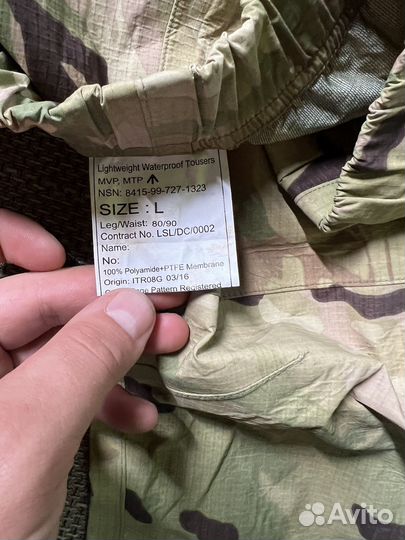 Lightweight Waterproof Tousers
MVP, MTP
NSN: 8415-99-727-1323
SIZE : L
Leg/Waist: 80/90
Contract No. LSL/DC/0002
Name:
No:
100% Polyamide+PTFE Membrane
Origin: ITR08G 03/16
Pattern Registered
Avito